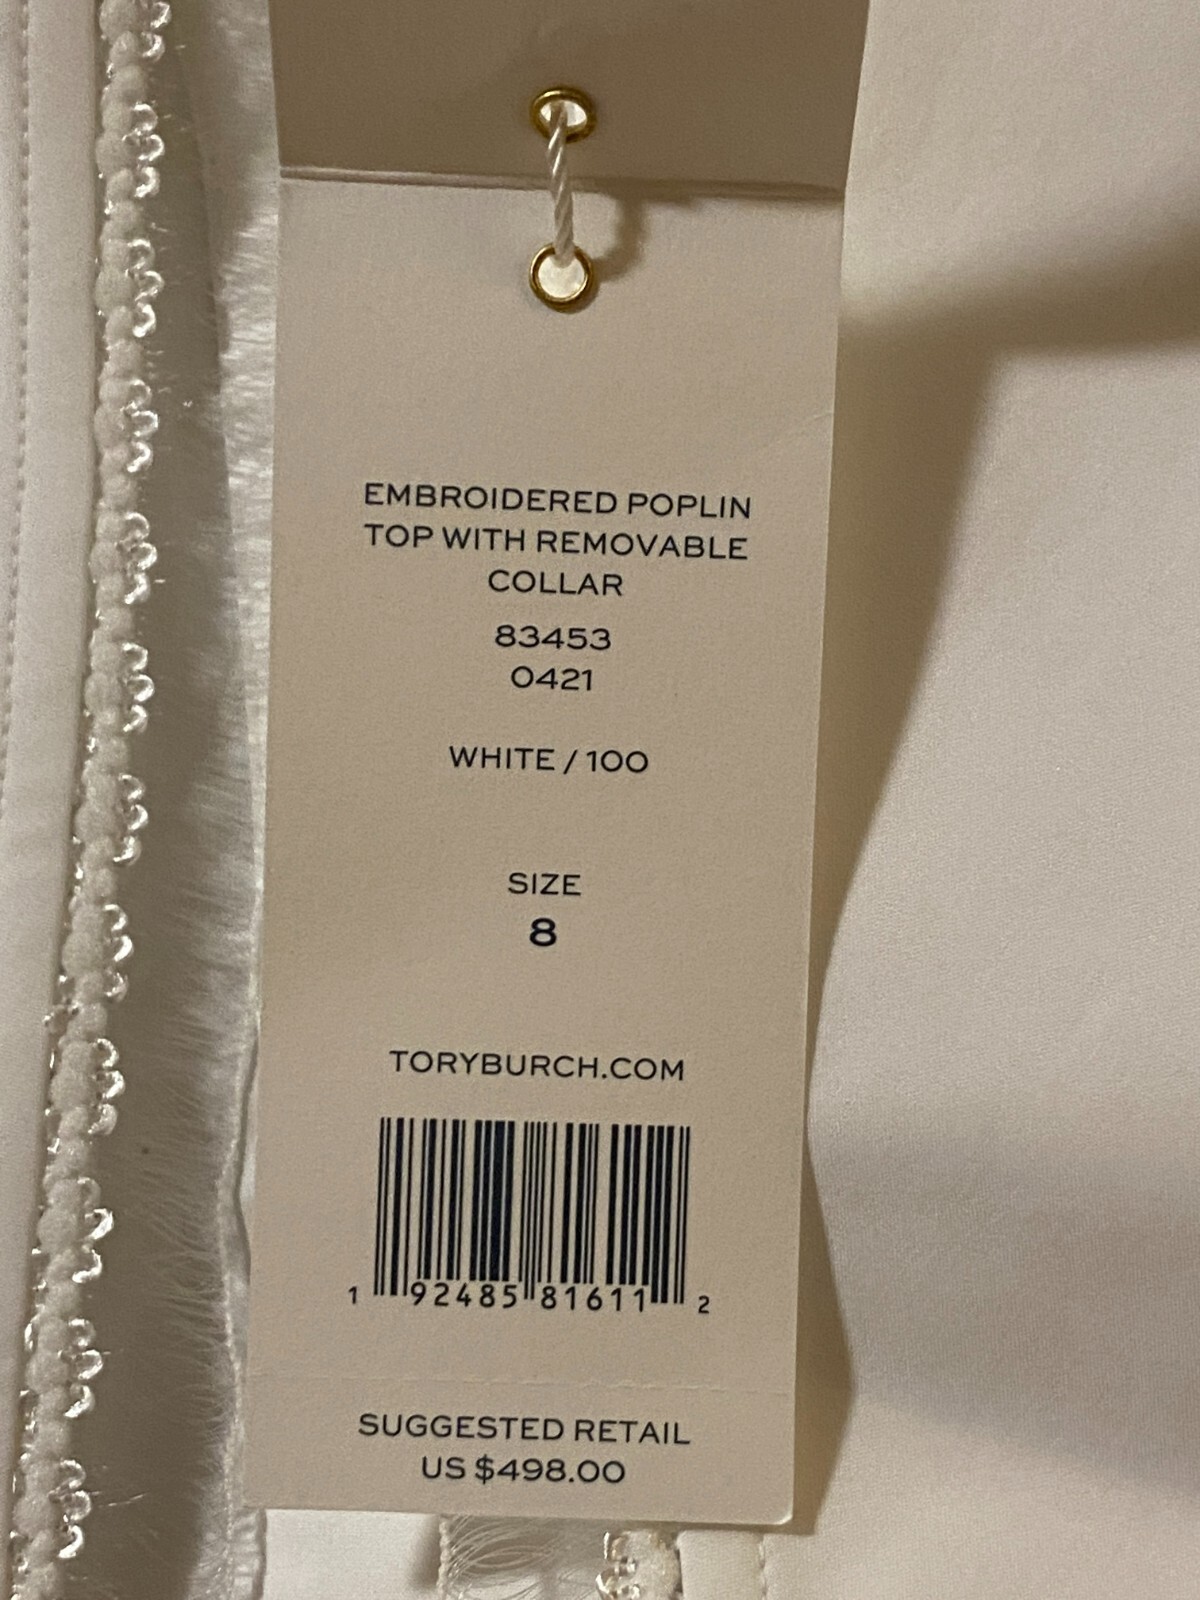 EMBROIDERED POPLIN
TOP WITH REMOVABLE
COLLAR
83453
0421
WHITE / 100
SIZE
8
TORYBURCH.COM
1 92485 81611 2
SUGGESTED RETAIL
US $498.00